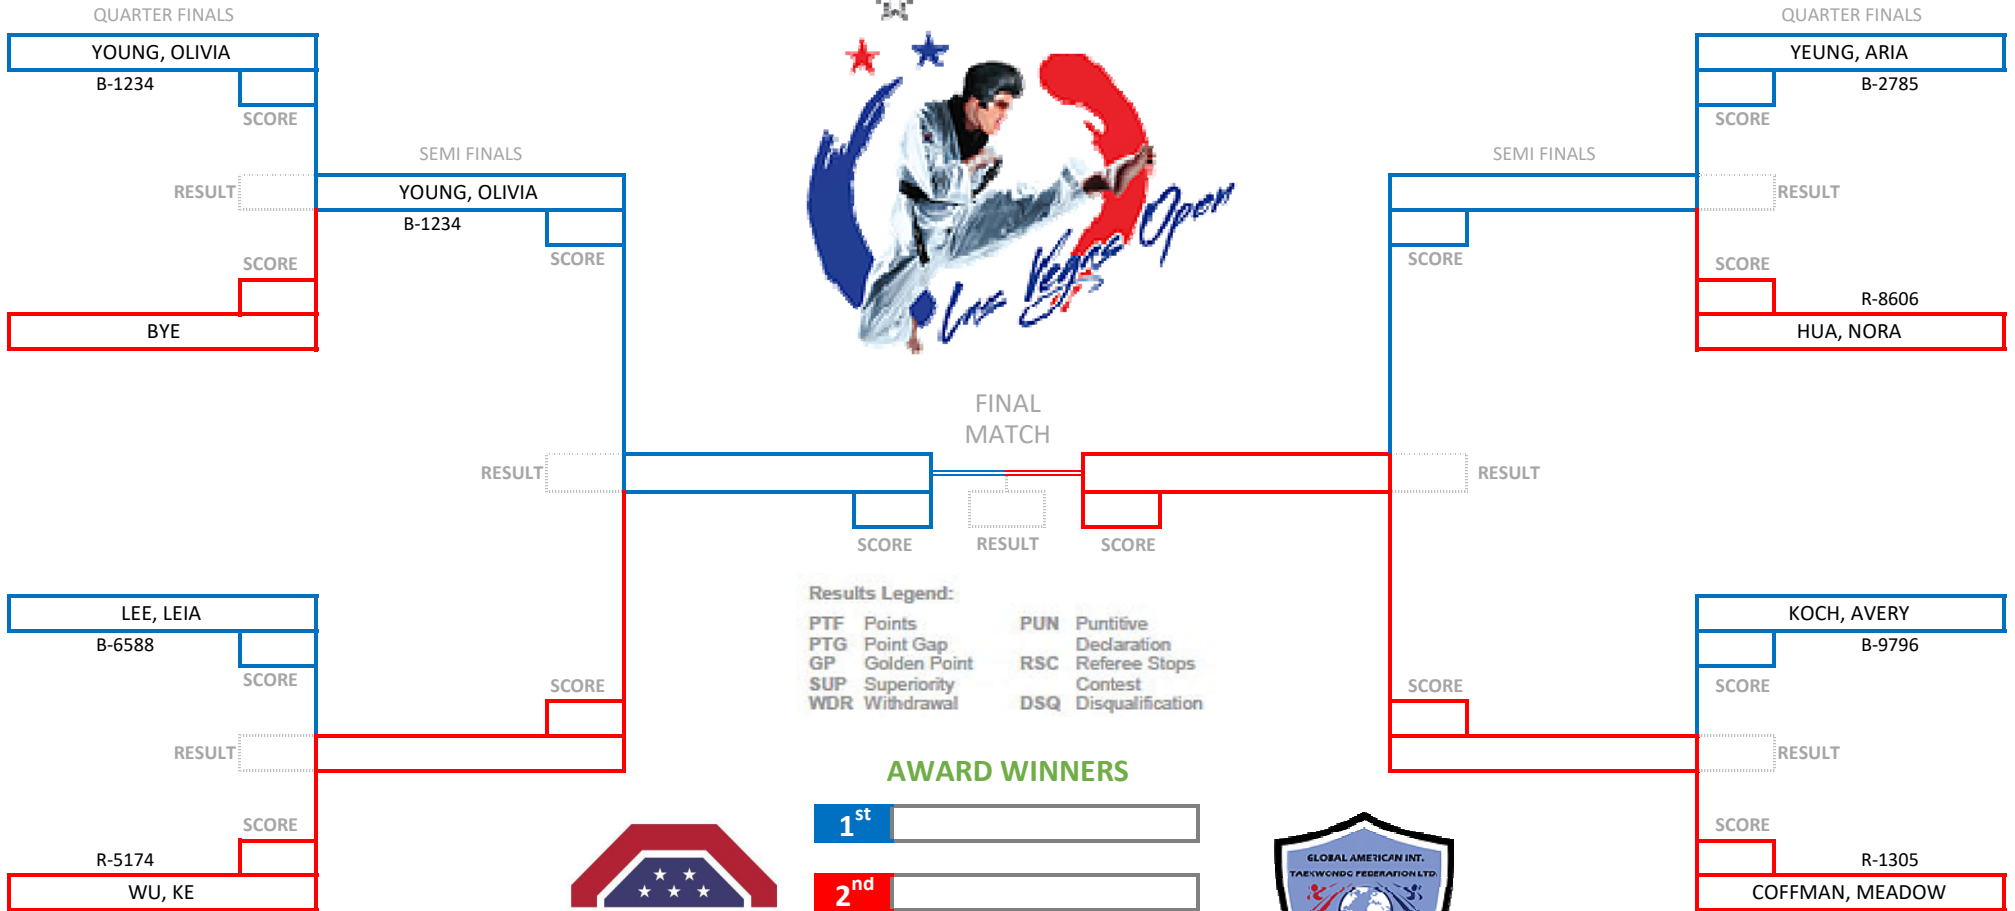 QUARTER FINALS
QUARTER FINALS
YOUNG, OLIVIA
YEUNG, ARIA
B-1234
B-2785
SCORE
SCORE
SEMI FINALS
SEMI FINALS
RESULT
YOUNG, OLIVIA
RESULT
B-1234
SCORE
SCORE
SCORE
SCORE
Las Vegas Open
R-8606
BYE
HUA, NORA
FINAL
MATCH
RESULT
RESULT
SCORE
RESULT
SCORE
Results Legend:
PTF Points
PTG Point Gap
GP Golden Point
SUP Superiority
WDR Withdrawal
PUN Puntitive
Declaration
RSC Referee Stops
Contest
DSQ Disqualification
LEE, LEIA
KOCH, AVERY
B-6588
B-9796
SCORE
SCORE
SCORE
SCORE
RESULT
RESULT
AWARD WINNERS
1st
SCORE
SCORE
R-5174
R-1305
WU, KE
2nd
COFFMAN, MEADOW
GLOBAL AMERICAN INT.
TAEKWONDO FEDERATION LTD.